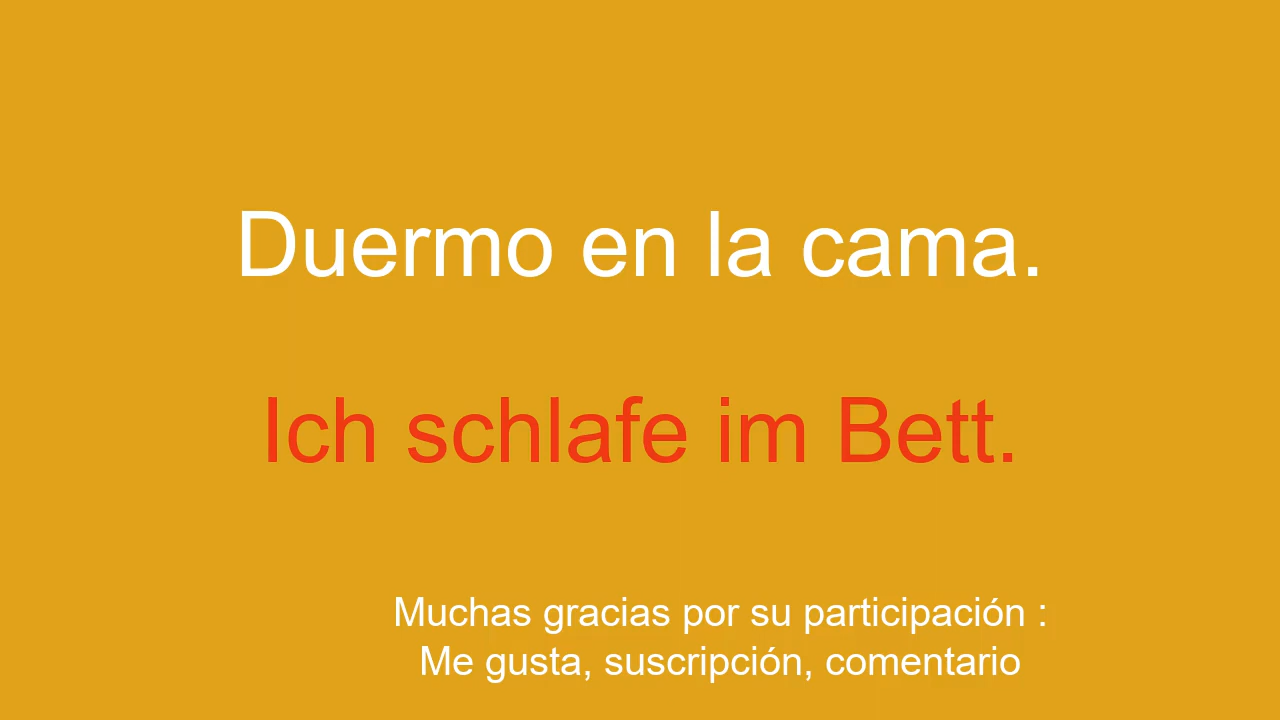 Duermo en la cama.
Ich schlafe im Bett.
Muchas gracias por su participación :
Me gusta, suscripción, comentario